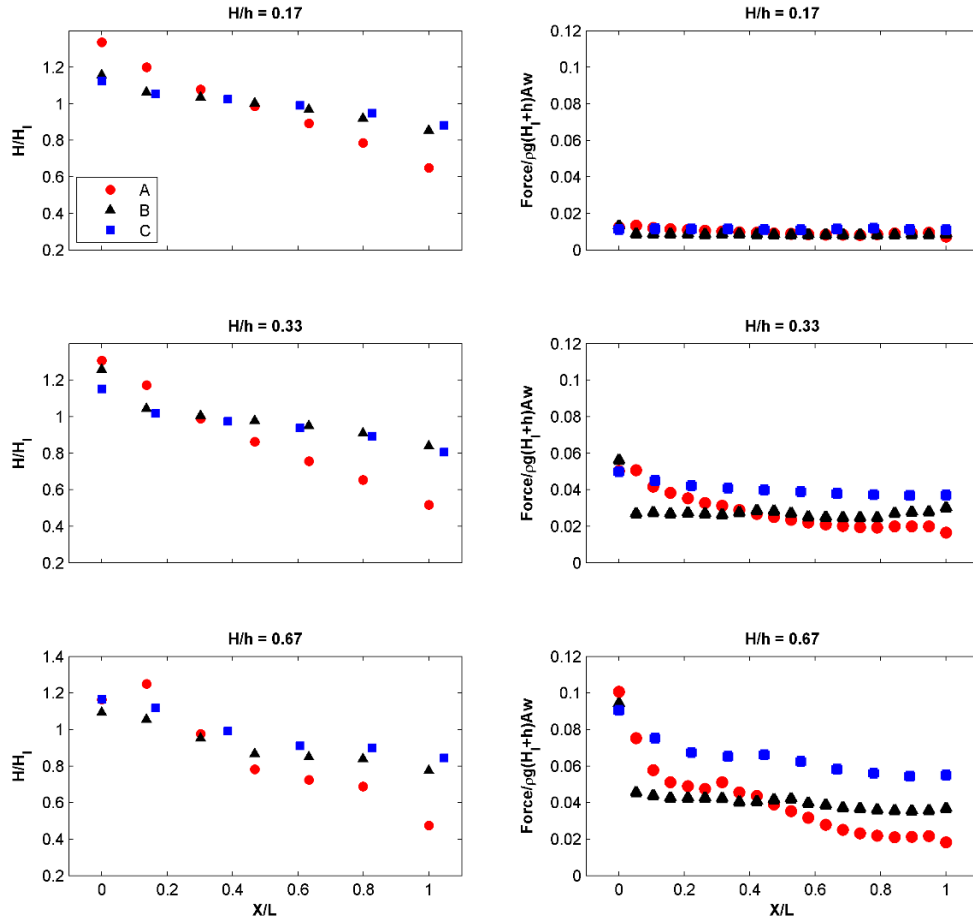 H/h = 0.17
H/H_I
1.2
1
0.8
0.6
0.4
0.2
A
B
C
H/h = 0.17
Force/ρg(H_I+h)Aw
0.12
0.1
0.08
0.06
0.04
0.02
0
H/h = 0.33
H/H_I
1.2
1
0.8
0.6
0.4
0.2
H/h = 0.33
Force/ρg(H_I+h)Aw
0.12
0.1
0.08
0.06
0.04
0.02
0
H/h = 0.67
H/H_I
1.4
1.2
1
0.8
0.6
0.4
0.2
0 0.2 0.4 0.6 0.8 1
X/L
H/h = 0.67
Force/ρg(H_I+h)Aw
0.12
0.1
0.08
0.06
0.04
0.02
0
0 0.2 0.4 0.6 0.8 1
X/L